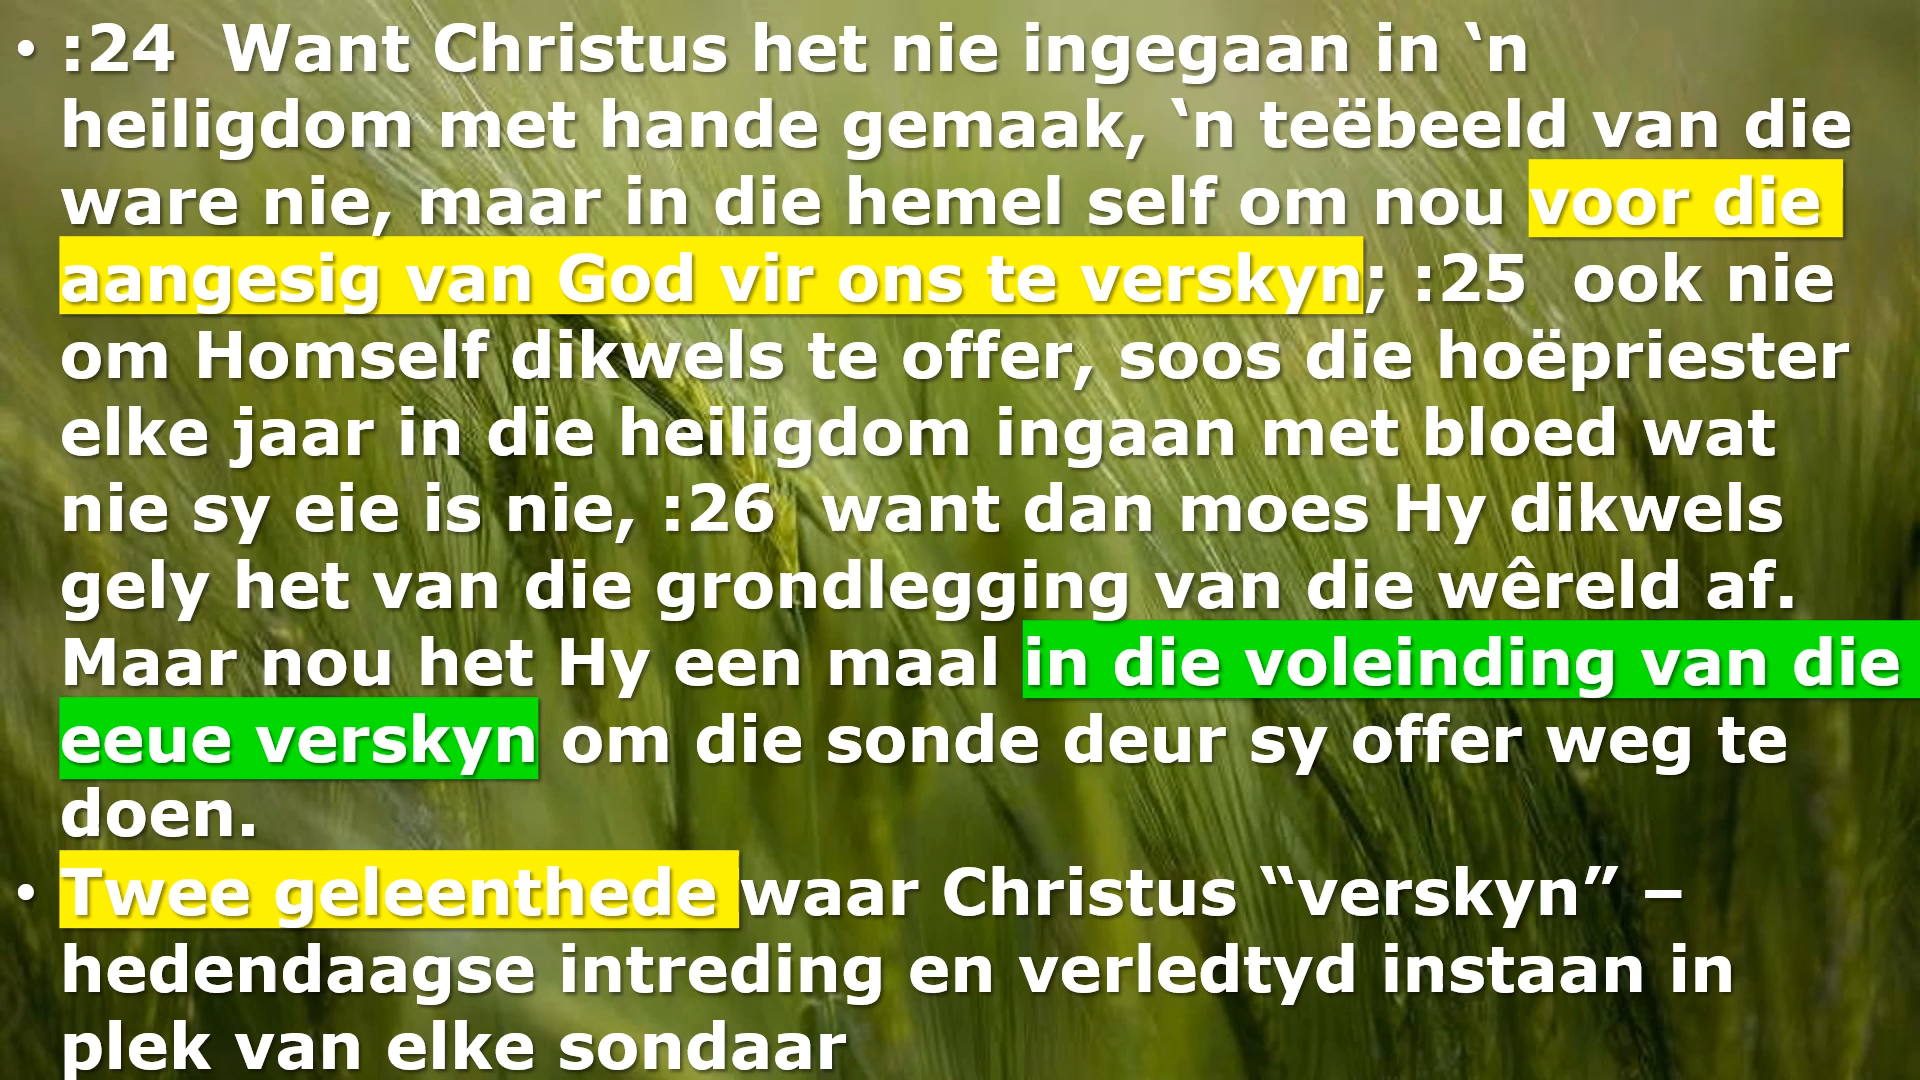 • :24  Want Christus het nie ingegaan in ‘n
heiligdom met hande gemaak, ‘n teëbeeld van die
ware nie, maar in die hemel self om nou voor die
aangesig van God vir ons te verskyn; :25  ook nie
om Homself dikwels te offer, soos die hoëpriester
elke jaar in die heiligdom ingaan met bloed wat
nie sy eie is nie, :26  want dan moes Hy dikwels
gely het van die grondlegging van die wêreld af.
Maar nou het Hy een maal in die voleinding van die
eeue verskyn om die sonde deur sy offer weg te
doen.
• Twee geleenthede waar Christus “verskyn” –
hedendaagse intreding en verledtyd instaan in
plek van elke sondaar